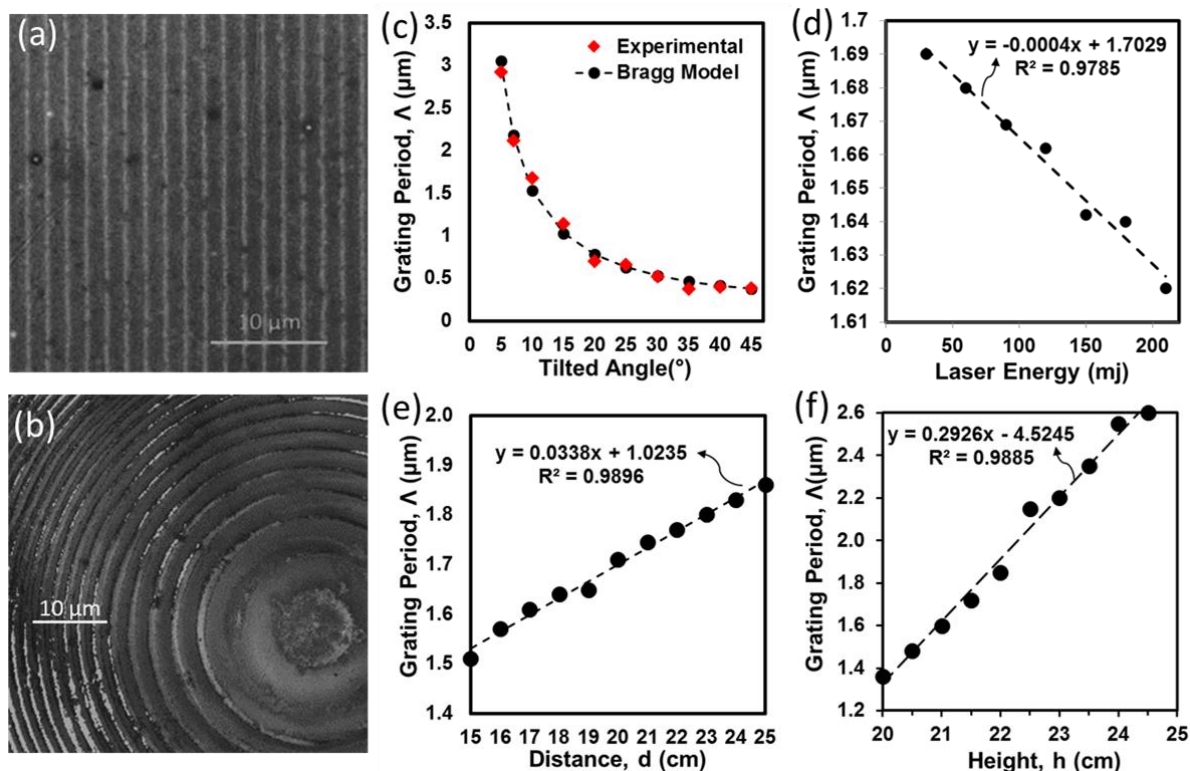 (a)
10 µm
(b)
10 µm
(c)
Grating Period, Λ (µm)
3.5
3
2.5
2
1.5
1
0.5
0
Experimental
Bragg Model
0 5 10 15 20 25 30 35 40 45
Tilted Angle(°)
(d)
Grating Period, Λ (µm)
1.7
1.69
1.68
1.67
1.66
1.65
1.64
1.63
1.62
1.61
y = -0.0004x + 1.7029
R² = 0.9785
0 50 100 150 200
Laser Energy (mj)
(e)
Grating Period, Λ (µm)
2.0
1.9
1.8
1.7
1.6
1.5
1.4
y = 0.0338x + 1.0235
R² = 0.9896
15 16 17 18 19 20 21 22 23 24 25
Distance, d (cm)
(f)
Grating Period, Λ(µm)
2.6
2.4
2.2
2.0
1.8
1.6
1.4
1.2
y = 0.2926x - 4.5245
R² = 0.9885
20 21 22 23 24 25
Height, h (cm)